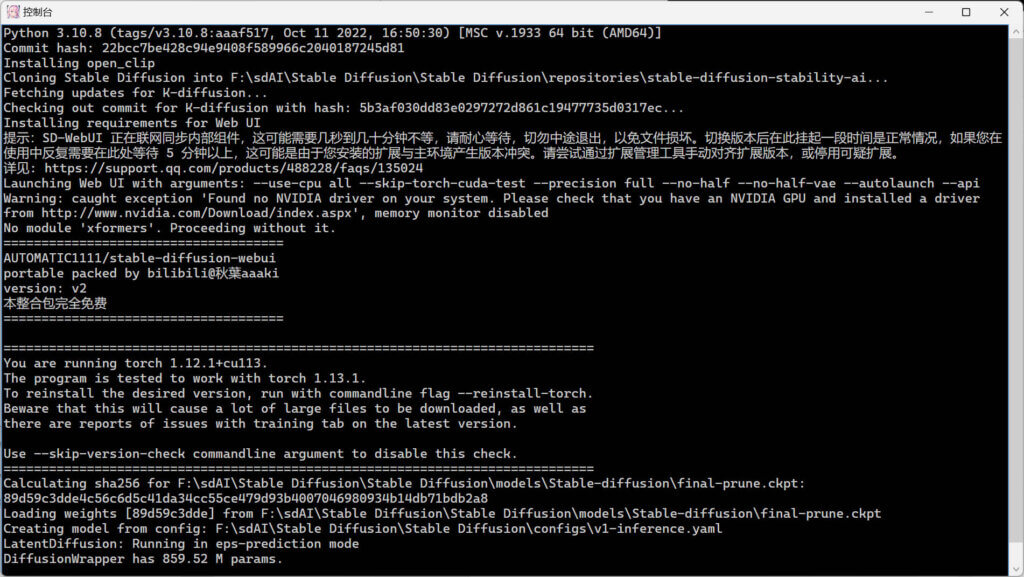 控制台
Python 3.10.8 (tags/v3.10.8:aaaf517, Oct 11 2022, 16:50:30) [MSC v.1933 64 bit (AMD64)]
Commit hash: 22bcc7be428c94e9408f589966c2040187245d81
Installing open_clip
Cloning Stable Diffusion into F:\sdAI\Stable Diffusion\Stable Diffusion\repositories\stable-diffusion-stability-ai...
Fetching updates for K-diffusion...
Checking out commit for K-diffusion with hash: 5b3af030dd83e0297272d861c19477735d0317ec...
Installing requirements for Web UI
提示：SD-WebUI 正在联网同步内部组件，这可能需要几秒到几十分钟不等，请耐心等待，切勿中途退出，以免文件损坏。切换版本后在此挂起一段时间是正常情况，如果您在
使用中反复需要在此处等待 5 分钟以上，这可能是由于您安装的扩展与主环境产生版本冲突。请尝试通过扩展管理工具手动对齐扩展版本，或停用可疑扩展。
详见：https://support.qq.com/products/488228/faqs/135024
Launching Web UI with arguments: --use-cpu all --skip-torch-cuda-test --precision full --no-half --no-half-vae --autolaunch --api
Warning: caught exception 'Found no NVIDIA driver on your system. Please check that you have an NVIDIA GPU and installed a driver
from http://www.nvidia.com/Download/index.aspx', memory monitor disabled
No module 'xformers'. Proceeding without it.
=====================================
AUTOMATIC1111/stable-diffusion-webui
portable packed by bilibili@秋葉aaaki
version: v2
本整合包完全免费
=====================================
==============================================================================
You are running torch 1.12.1+cu113.
The program is tested to work with torch 1.13.1.
To reinstall the desired version, run with commandline flag --reinstall-torch.
Beware that this will cause a lot of large files to be downloaded, as well as
there are reports of issues with training tab on the latest version.
Use --skip-version-check commandline argument to disable this check.
==============================================================================
Calculating sha256 for F:\sdAI\Stable Diffusion\Stable Diffusion\models\Stable-diffusion\final-prune.ckpt:
89d59c3dde4c56c6d5c41da34cc55ce479d93b4007046980934b14db71bdb2a8
Loading weights [89d59c3dde] from F:\sdAI\Stable Diffusion\Stable Diffusion\models\Stable-diffusion\final-prune.ckpt
Creating model from config: F:\sdAI\Stable Diffusion\Stable Diffusion\configs\v1-inference.yaml
LatentDiffusion: Running in eps-prediction mode
DiffusionWrapper has 859.52 M params.